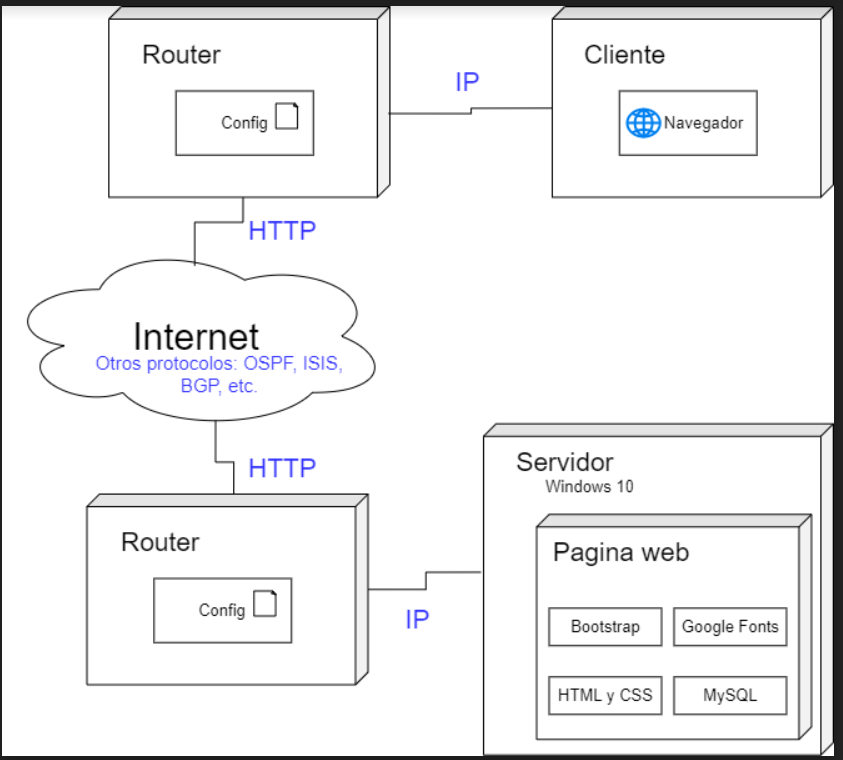 Router
Config
IP
Cliente
Navegador
HTTP
Internet
Otros protocolos: OSPF, ISIS,
BGP, etc.
HTTP
Router
Config
IP
Servidor
Windows 10
Pagina web
Bootstrap
Google Fonts
HTML y CSS
MySQL